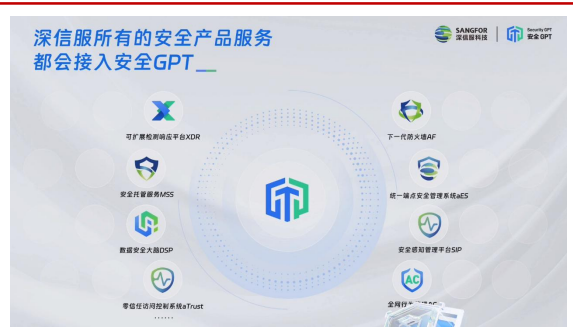 深信服所有的安全产品服务
都会接入安全GPT
SANGFOR
深信服科技
Security GPT
安全GPT
可扩展检测响应平台XDR
下一代防火墙AF
安全托管服务MSS
统一端点安全管理系统aES
数据安全大脑DSP
安全感知管理平台SIP
AC
零信任访问控制系统aTrust
全网行为
......